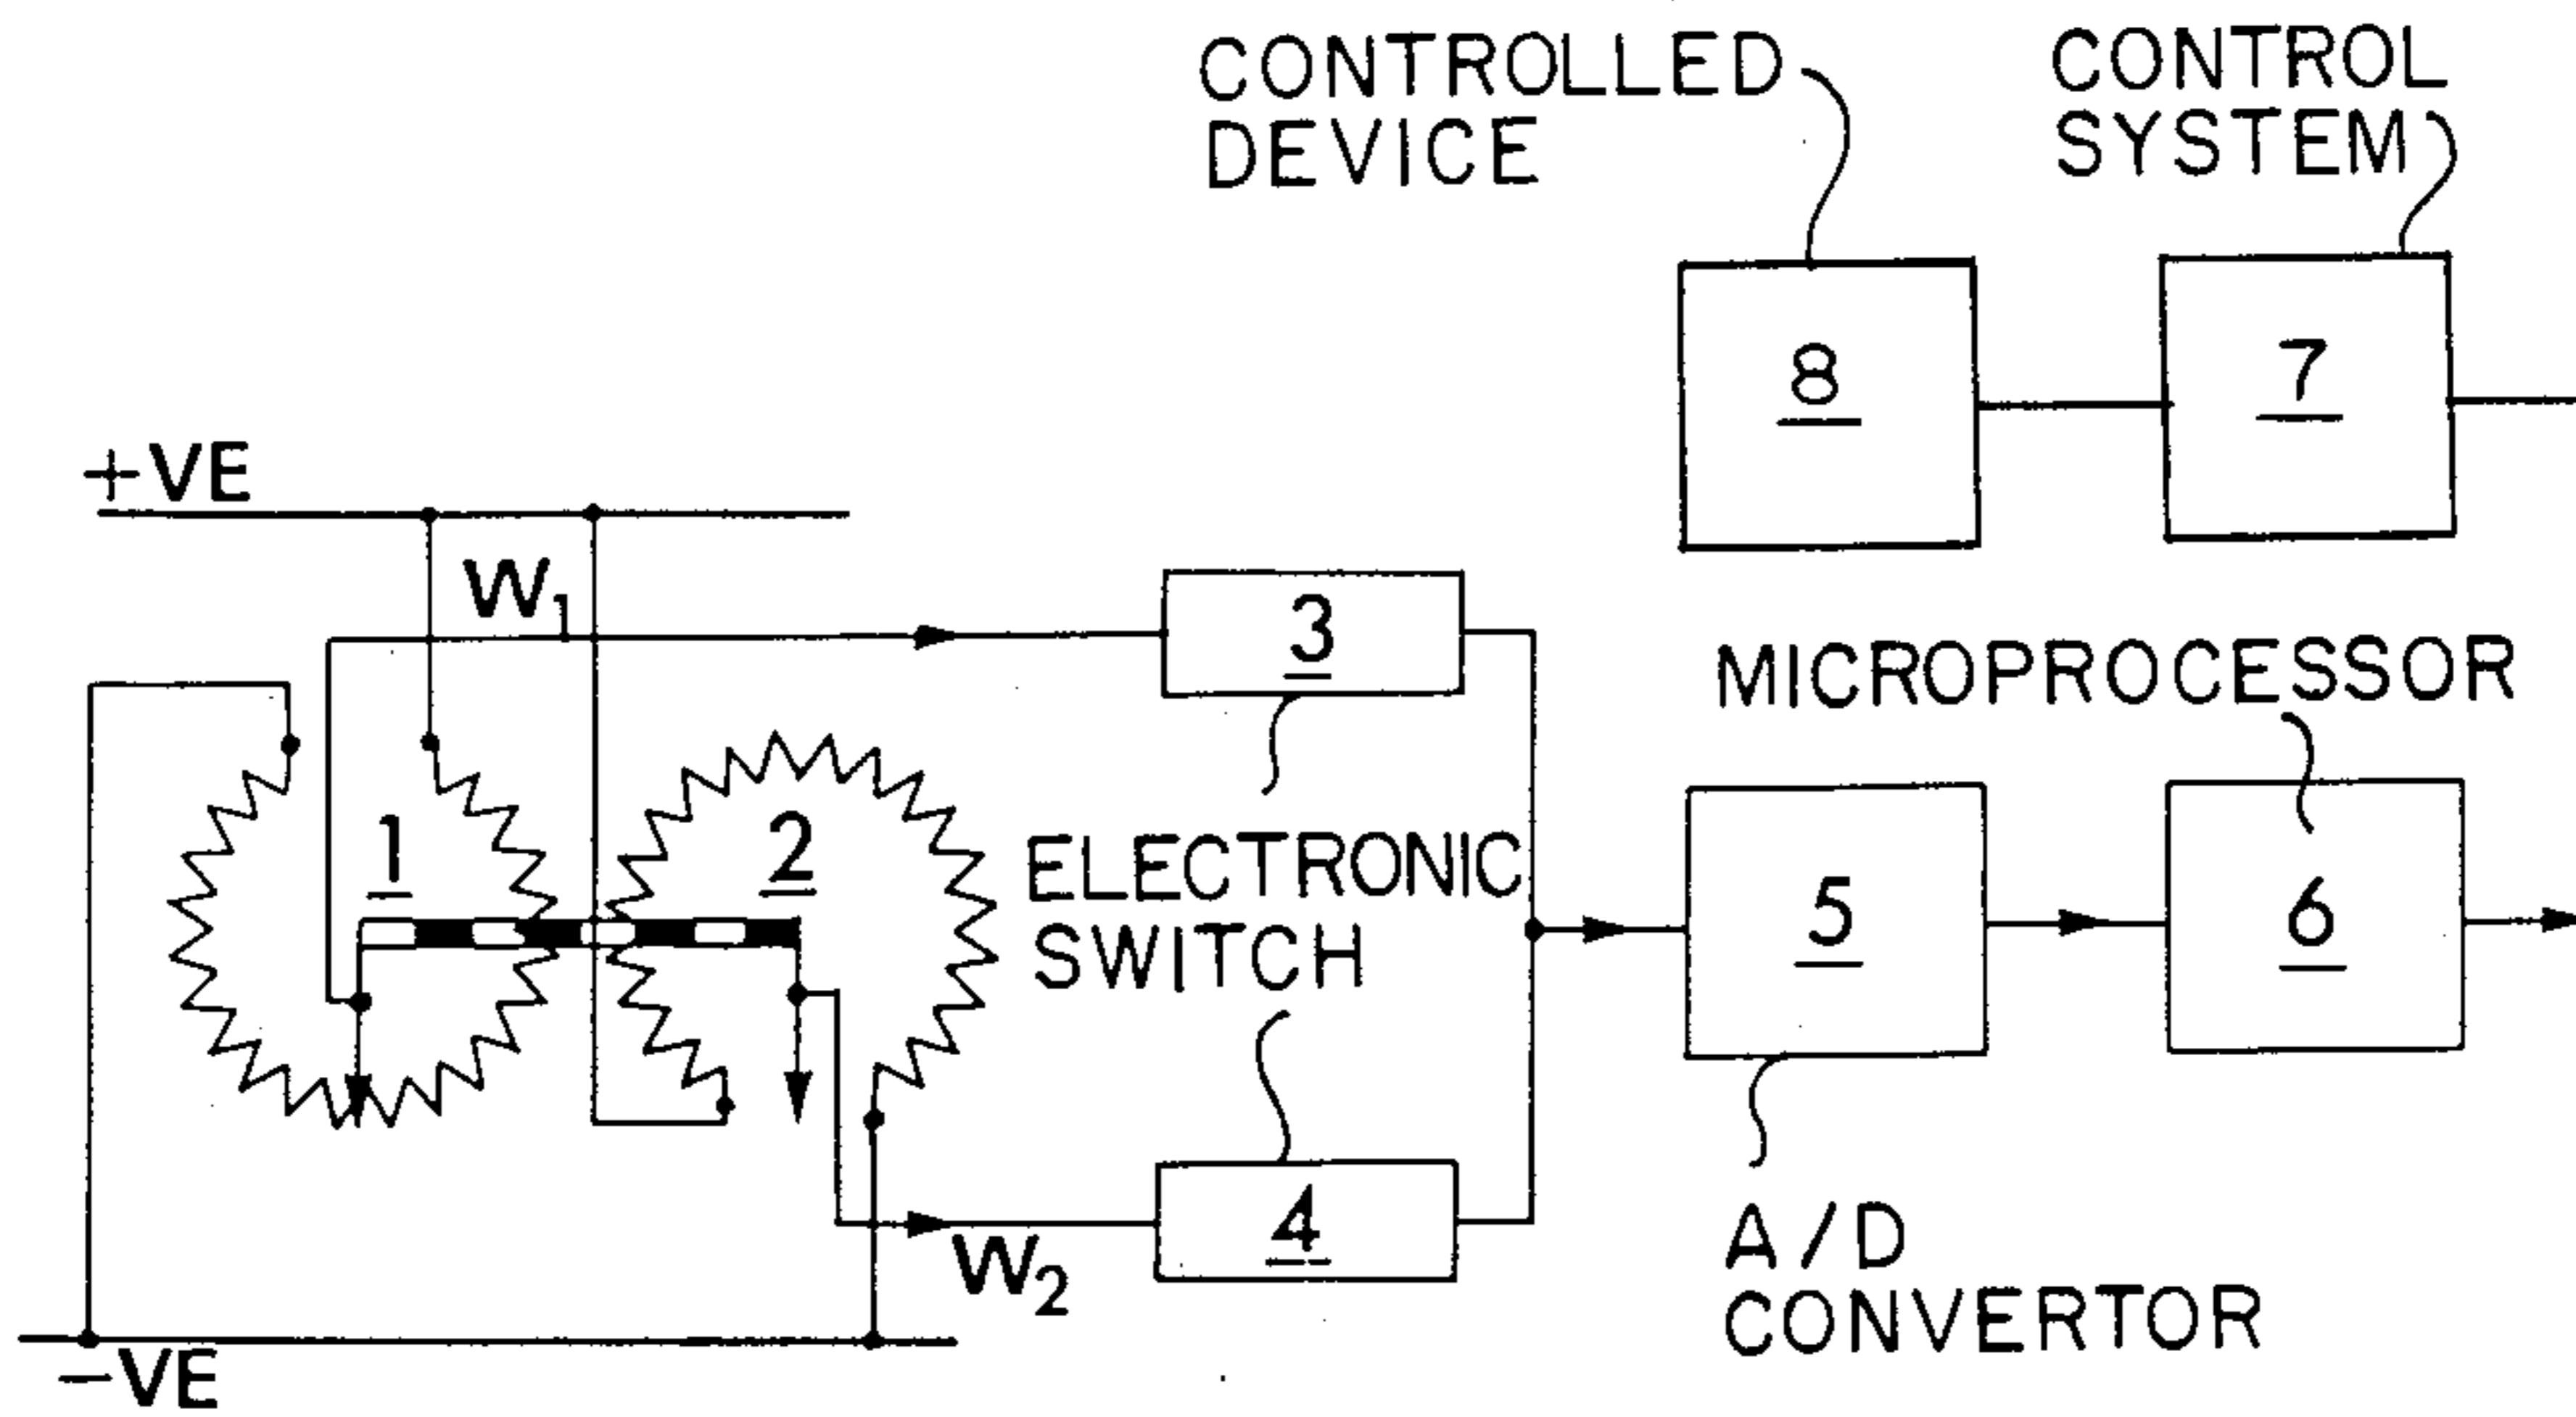 CONTROLLED
DEVICE
CONTROL
SYSTEM
8
7
+VE
W1
3
MICROPROCESSOR
1
2
ELECTRONIC
SWITCH
5
6
4
W2
A/D
CONVERTOR
-VE